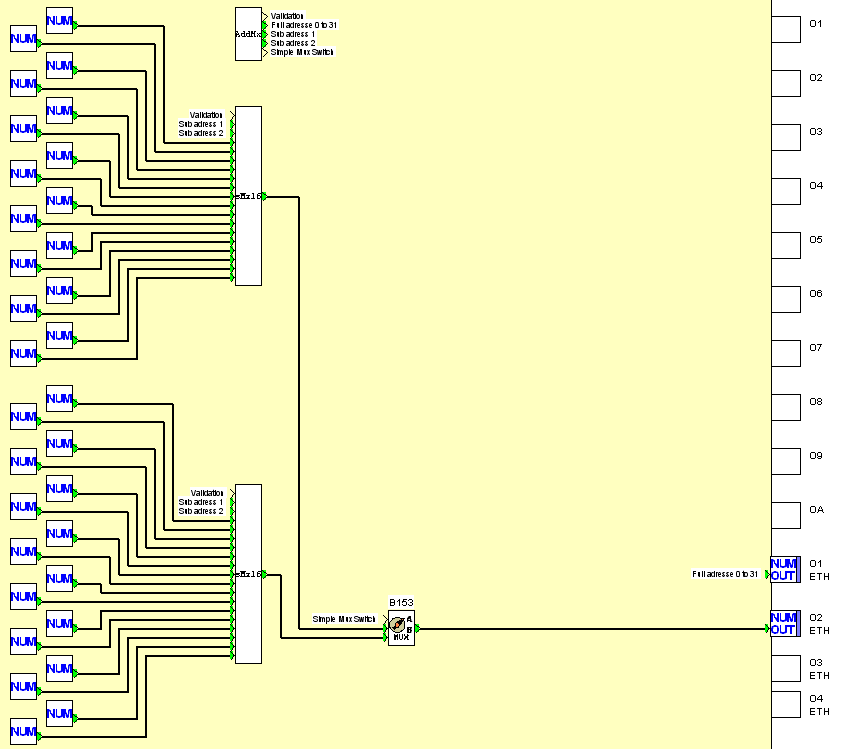 NUM
Validation
Full adresse 0 to 31
Sub adress 1
Sub adress 2
Simple Mux Switch
AddMx
O1
NUM
NUM
O2
NUM
NUM
Validation
Sub adress 1
Sub adress 2
O3
NUM
NUM
NUM
O4
NUM
sMx16
NUM
O5
NUM
NUM
NUM
O6
NUM
NUM
O7
NUM
NUM
O8
NUM
NUM
O9
NUM
NUM
Validation
Sub adress 1
Sub adress 2
OA
NUM
NUM
NUM
NUM
sMx16
Full adresse 0 to 31
NUM
OUT
O1
ETH
NUM
NUM
B153
Simple Mux Switch
A
B
MUX
NUM
OUT
O2
ETH
NUM
NUM
NUM
O3
ETH
NUM
O4
ETH
NUM
NUM